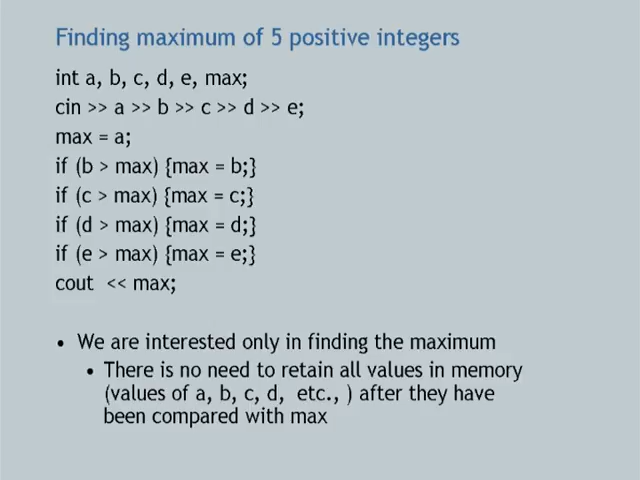 Finding maximum of 5 positive integers
int a, b, c, d, e, max;
cin >> a >> b >> c >> d >> e;
max = a;
if (b > max) {max = b;}
if (c > max) {max = c;}
if (d > max) {max = d;}
if (e > max) {max = e;}
cout << max;
• We are interested only in finding the maximum
• There is no need to retain all values in memory
(values of a, b, c, d, etc., ) after they have
been compared with max